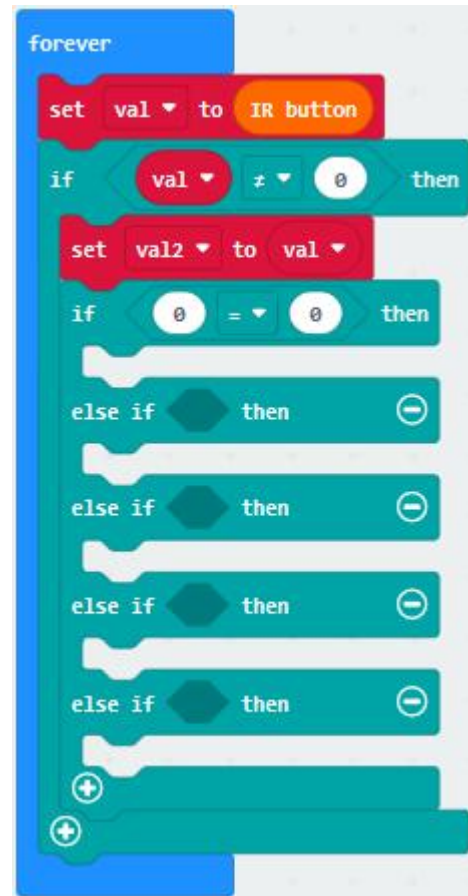 forever
set val to IR button
if val ≠ 0 then
set val2 to val
if 0 = 0 then
else if then
else if then
else if then
else if then